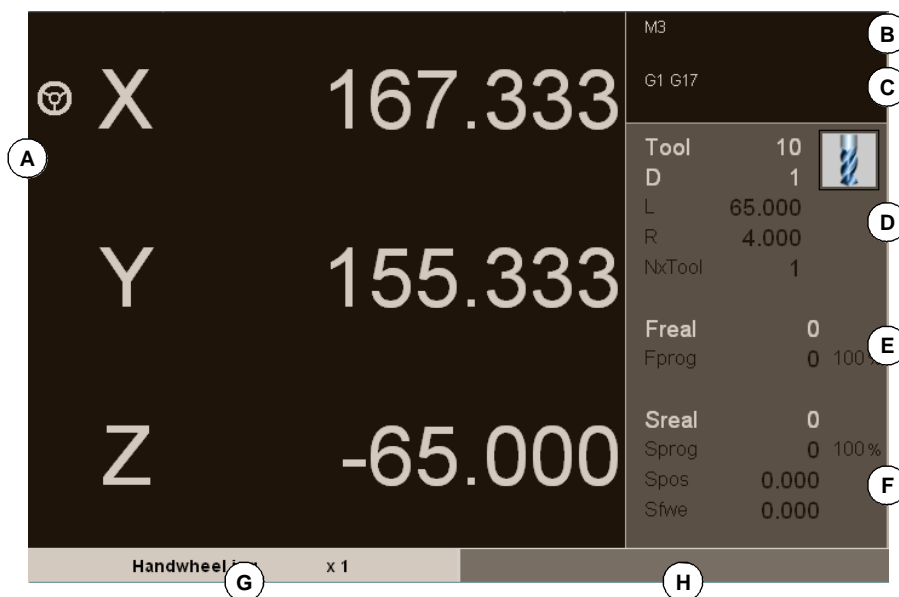 M3
B
G1 G17
C
X 167.333
A
Tool 10
D 1
L 65.000
D
R 4.000
NxTool 1
Y 155.333
Freal 0
E
Fprog 0 100
Sreal 0
Z -65.000
Sprog 0 100%
Spos 0.000
F
Sfwe 0.000
Handwheel x 1
G
H